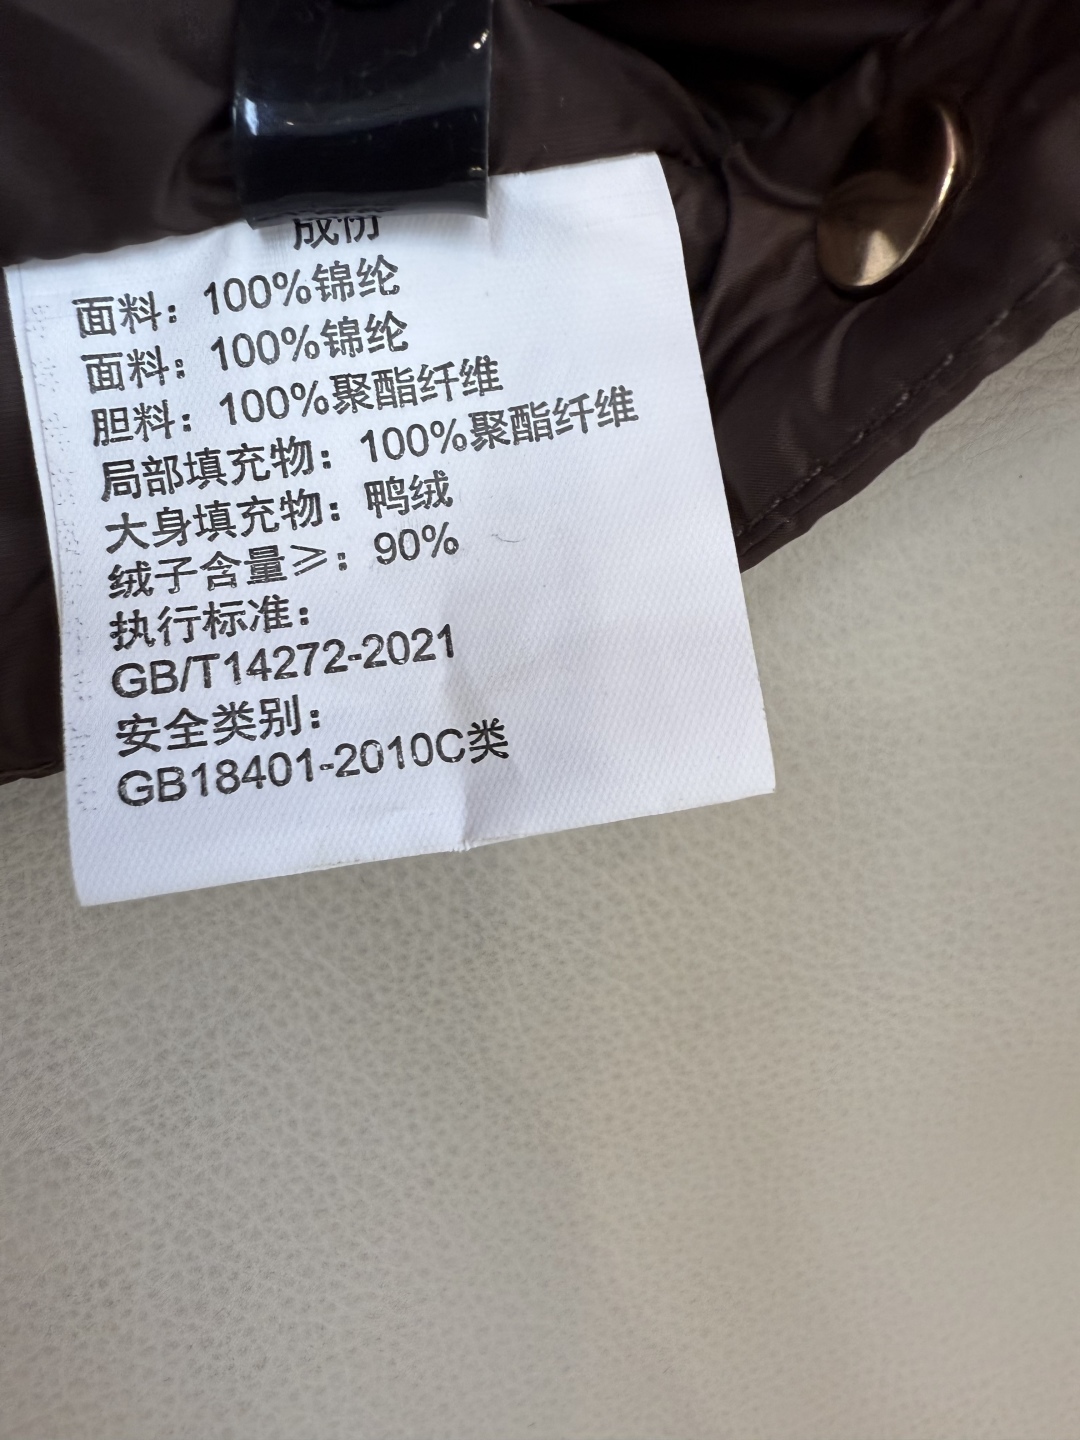 成份
面料：100%锦纶
面料：100%锦纶
胆料：100%聚酯纤维
局部填充物：100%聚酯纤维
大身填充物：鸭绒
绒子含量≥：90%
执行标准：
GB/T14272-2021
安全类别：
GB18401-2010C类